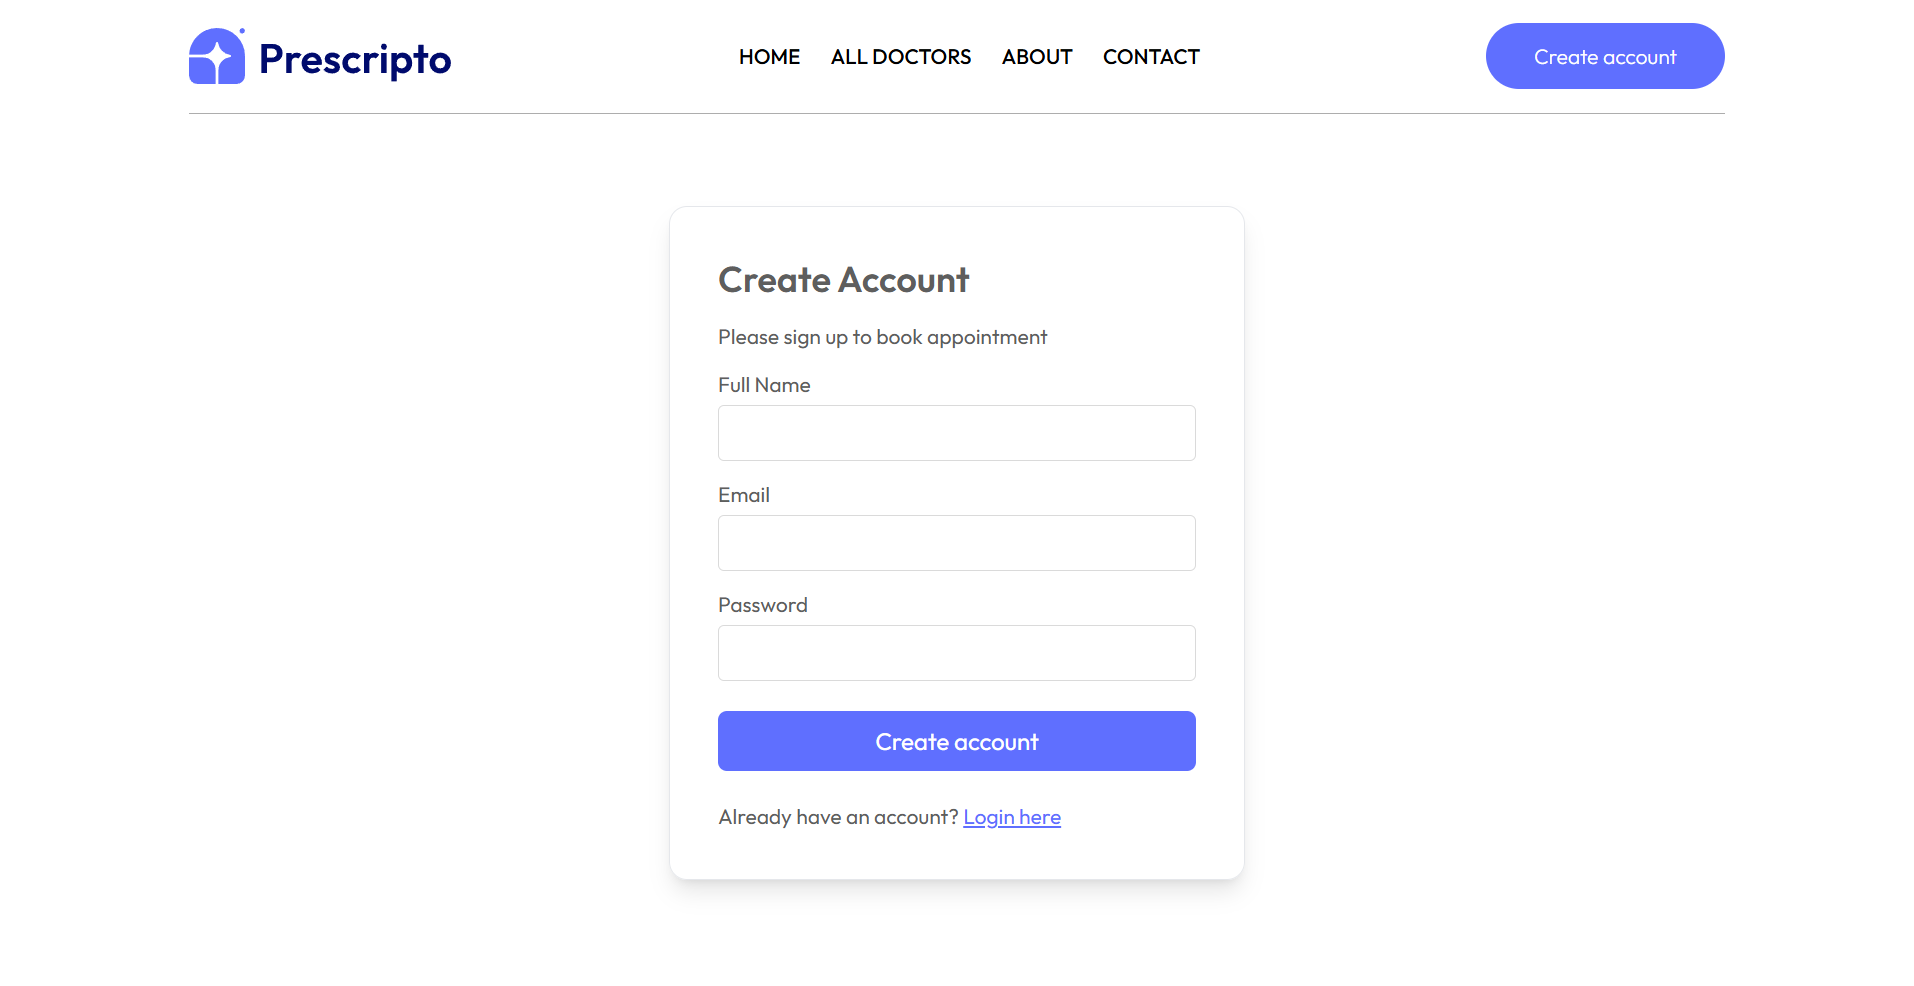 Prescripto
HOME ALL DOCTORS ABOUT CONTACT
Create account
Create Account
Please sign up to book appointment
Full Name
Email
Password
Create account
Already have an account? Login here